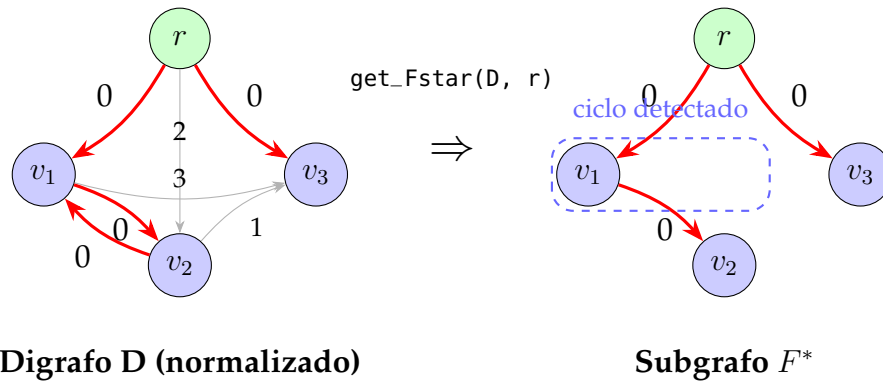 r
r
0
0
get_Fstar(D, r)
0
0
ciclo detectado
2
⇒
v1
3
v3
v1
v3
0
0
1
0
v2
v2
Digrafo D (normalizado)
Subgrafo F*